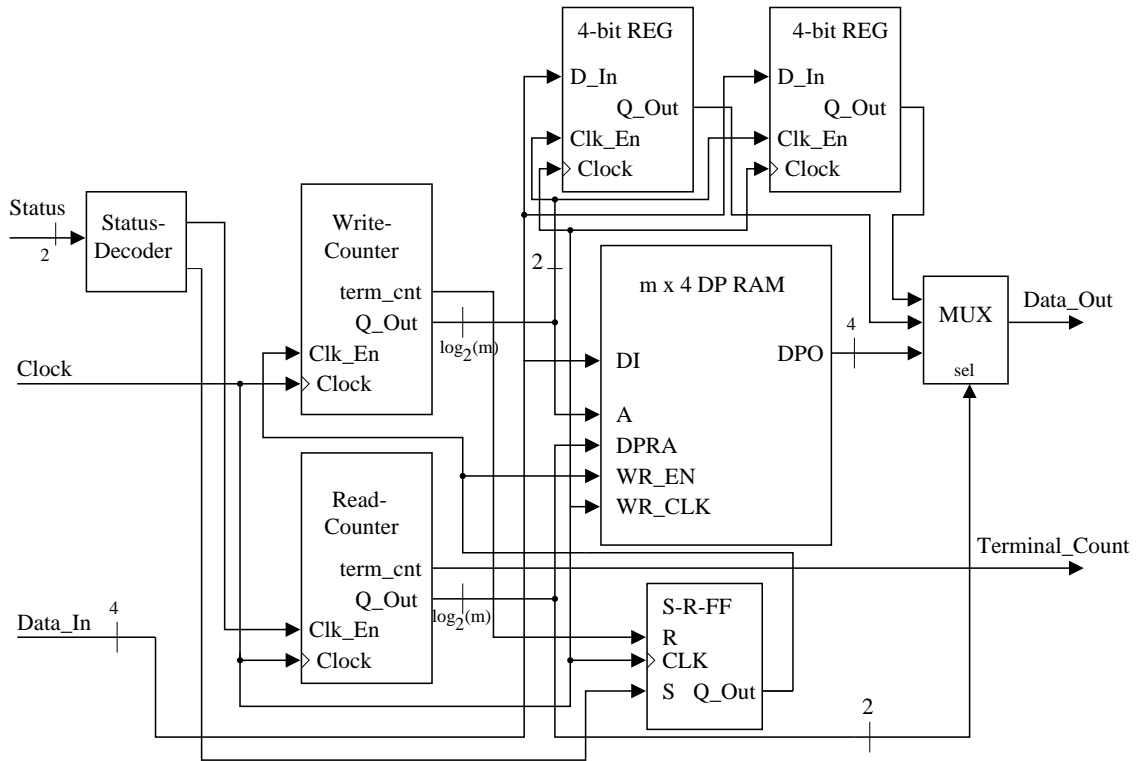 4-bit REG
D_In
Q_Out
Clk_En
Clock
4-bit REG
D_In
Q_Out
Clk_En
Clock
Status
2
Status-
Decoder
Write-
Counter
term_cnt
Q_Out
Clk_En
Clock
log2(m)
2
m x 4 DP RAM
DI
A
DPRA
WR_EN
WR_CLK
DPO
4
MUX
sel
Data_Out
Clock
Read-
Counter
term_cnt
Q_Out
Clk_En
Clock
log2(m)
Terminal_Count
Data_In
4
S-R-FF
R
CLK
S
Q_Out
2